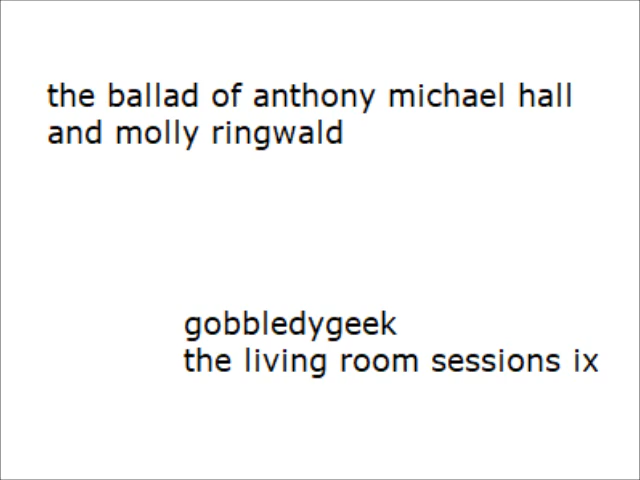 the ballad of anthony michael hall
and molly ringwald
gobbledygeek
the living room sessions ix